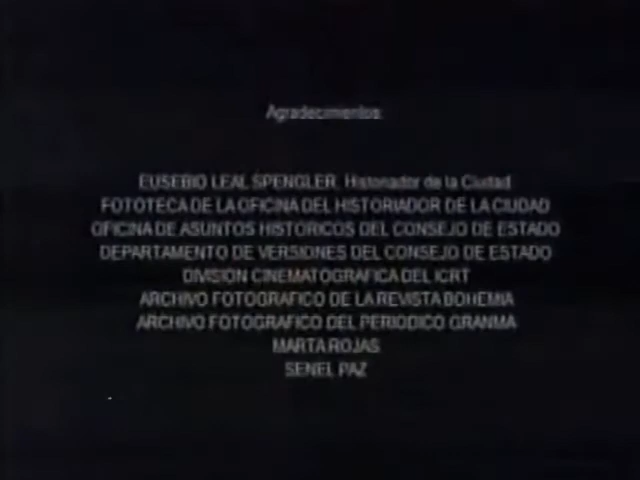 Agradecimientos
EUSEBIO LEAL SPENGLER, Historiador de la Ciudad
FOTOTECA DE LA OFICINA DEL HISTORIADOR DE LA CIUDAD
OFICINA DE ASUNTOS HISTORICOS DEL CONSEJO DE ESTADO
DEPARTAMENTO DE VERSIONES DEL CONSEJO DE ESTADO
DIVISION CINEMATOGRAFICA DEL ICRT
ARCHIVO FOTOGRAFICO DE LA REVISTA BOHEMIA
ARCHIVO FOTOGRAFICO DEL PERIODICO GRANMA
MARTA ROJAS
SENEL PAZ